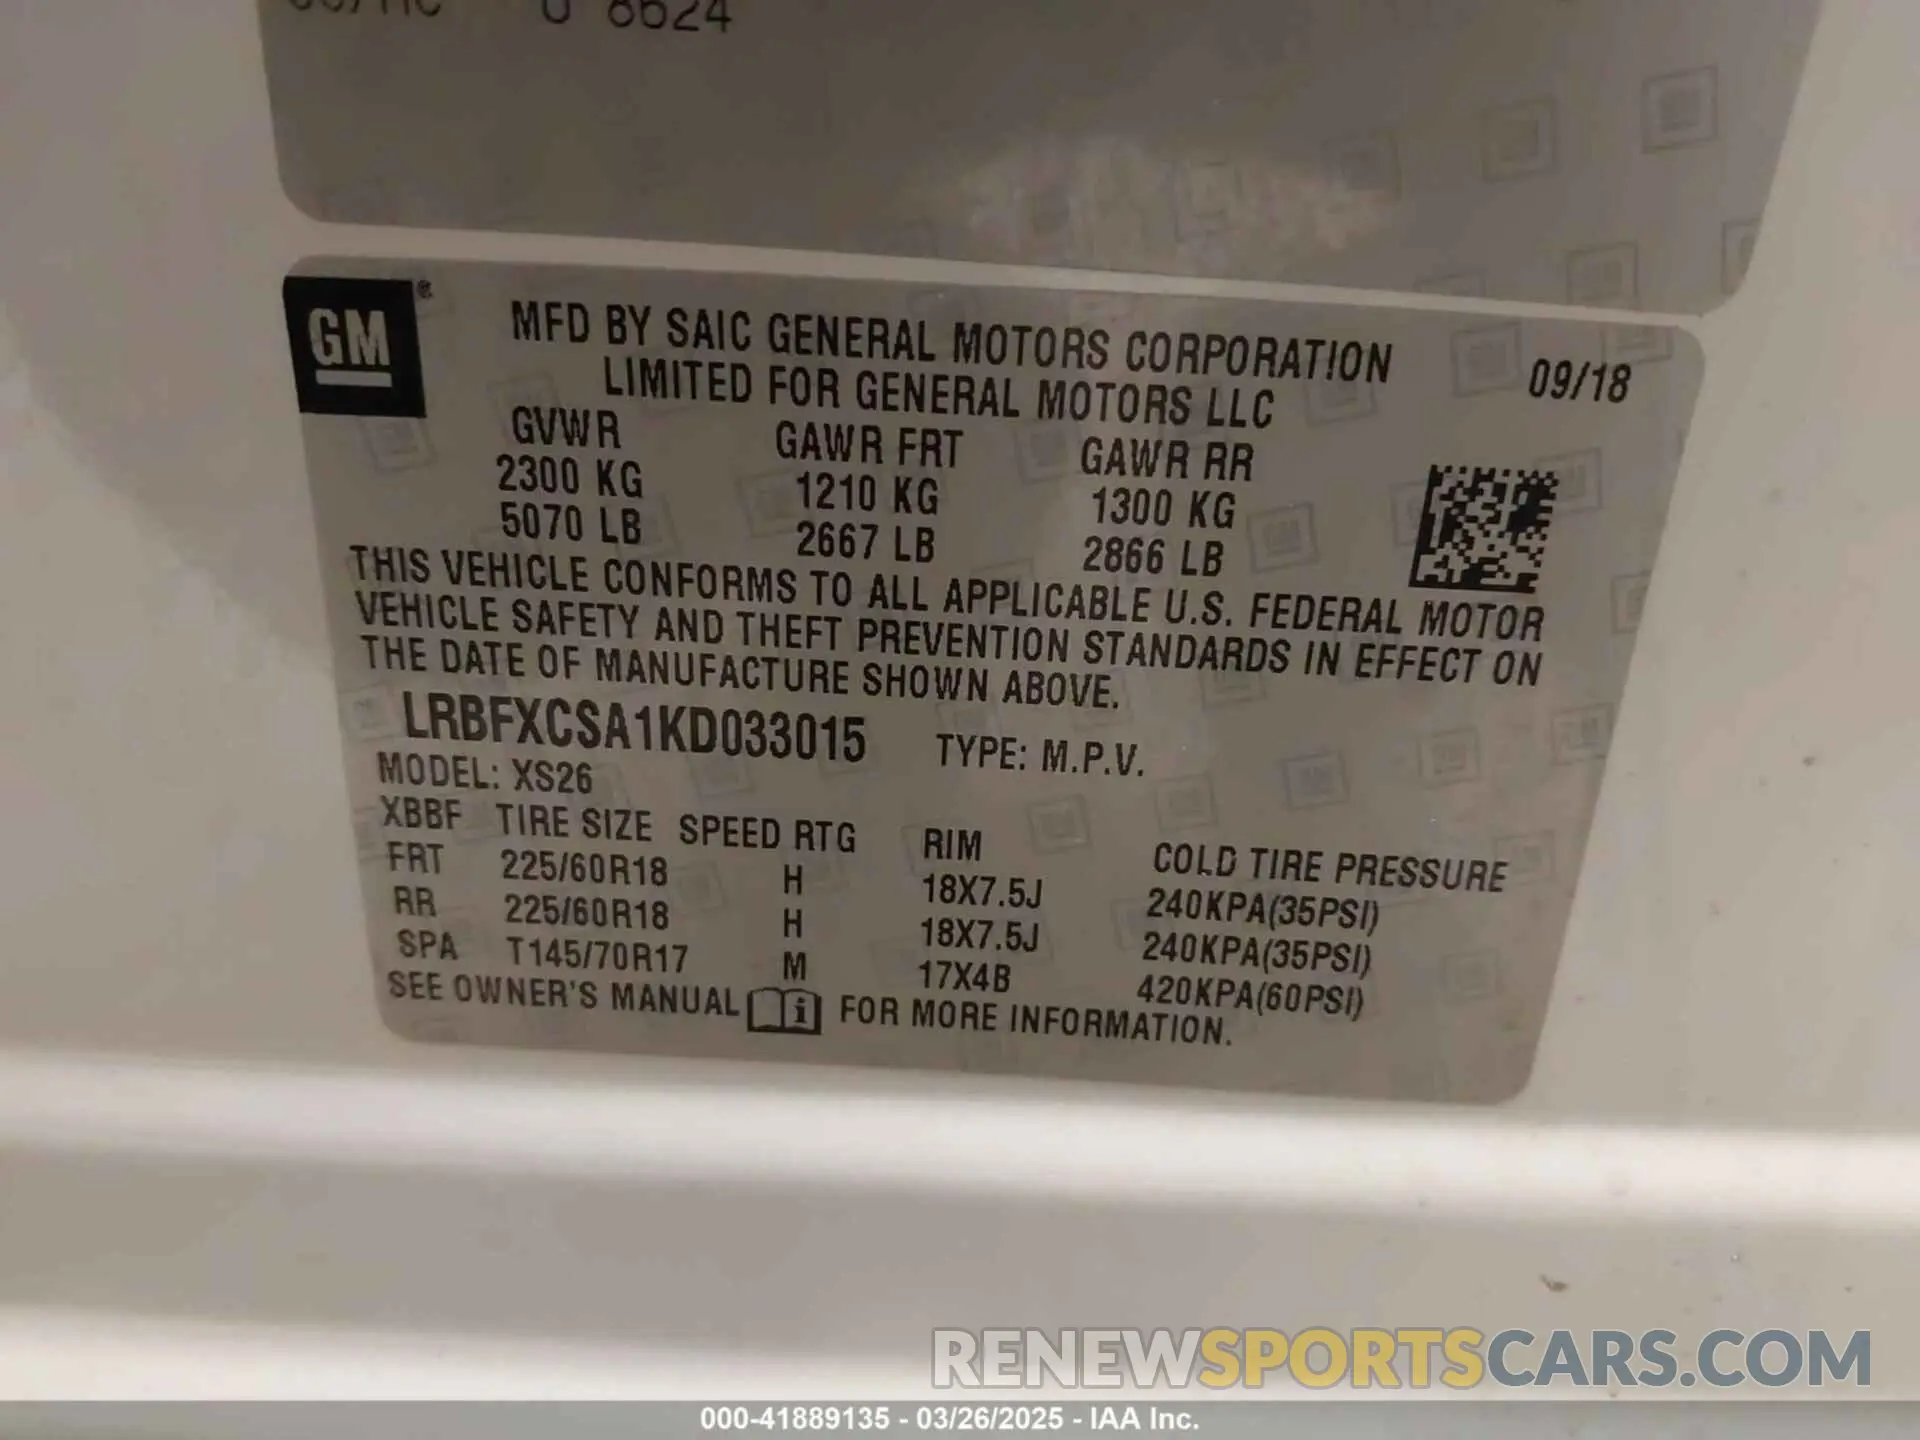 8624
GM
MFD BY SAIC GENERAL MOTORS CORPORATION
LIMITED FOR GENERAL MOTORS LLC
09/18
GVWR GAWR FRT GAWR RR
2300 KG 1210 KG 1300 KG
5070 LB 2667 LB 2866 LB
THIS VEHICLE CONFORMS TO ALL APPLICABLE U.S. FEDERAL MOTOR
VEHICLE SAFETY AND THEFT PREVENTION STANDARDS IN EFFECT ON
THE DATE OF MANUFACTURE SHOWN ABOVE.
LRBFXCSA1KD033015 TYPE: M.P.V.
MODEL: XS26
XBBF TIRE SIZE SPEED RTG RIM COLD TIRE PRESSURE
FRT 225/60R18 H 18X7.5J 240KPA(35PSI)
RR 225/60R18 H 18X7.5J 240KPA(35PSI)
SPA T145/70R17 M 17X4B 420KPA(60PSI)
SEE OWNER'S MANUAL i FOR MORE INFORMATION.
RENEWSPORTSCARS.COM
000-41889135 - 03/26/2025 - IAA Inc.